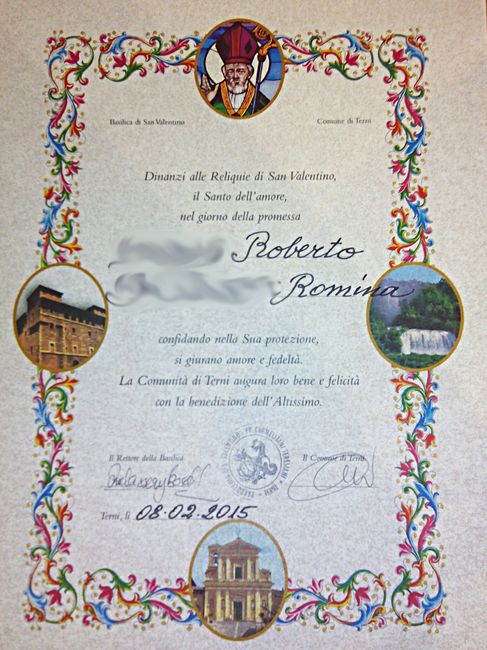 Basilica di San Valentino
Comune di Terni
Dinanzi alle Reliquie di San Valentino,
il Santo dell'amore,
nel giorno della promessa
Roberto
Romina
confidando nella Sua protezione,
si giurano amore e fedeltà.
La Comunità di Terni augura loro bene e felicità
con la benedizione dell'Altissimo.
Il Rettore della Basilica
Il Comune di Terni
Terni, lì 08.02.2015